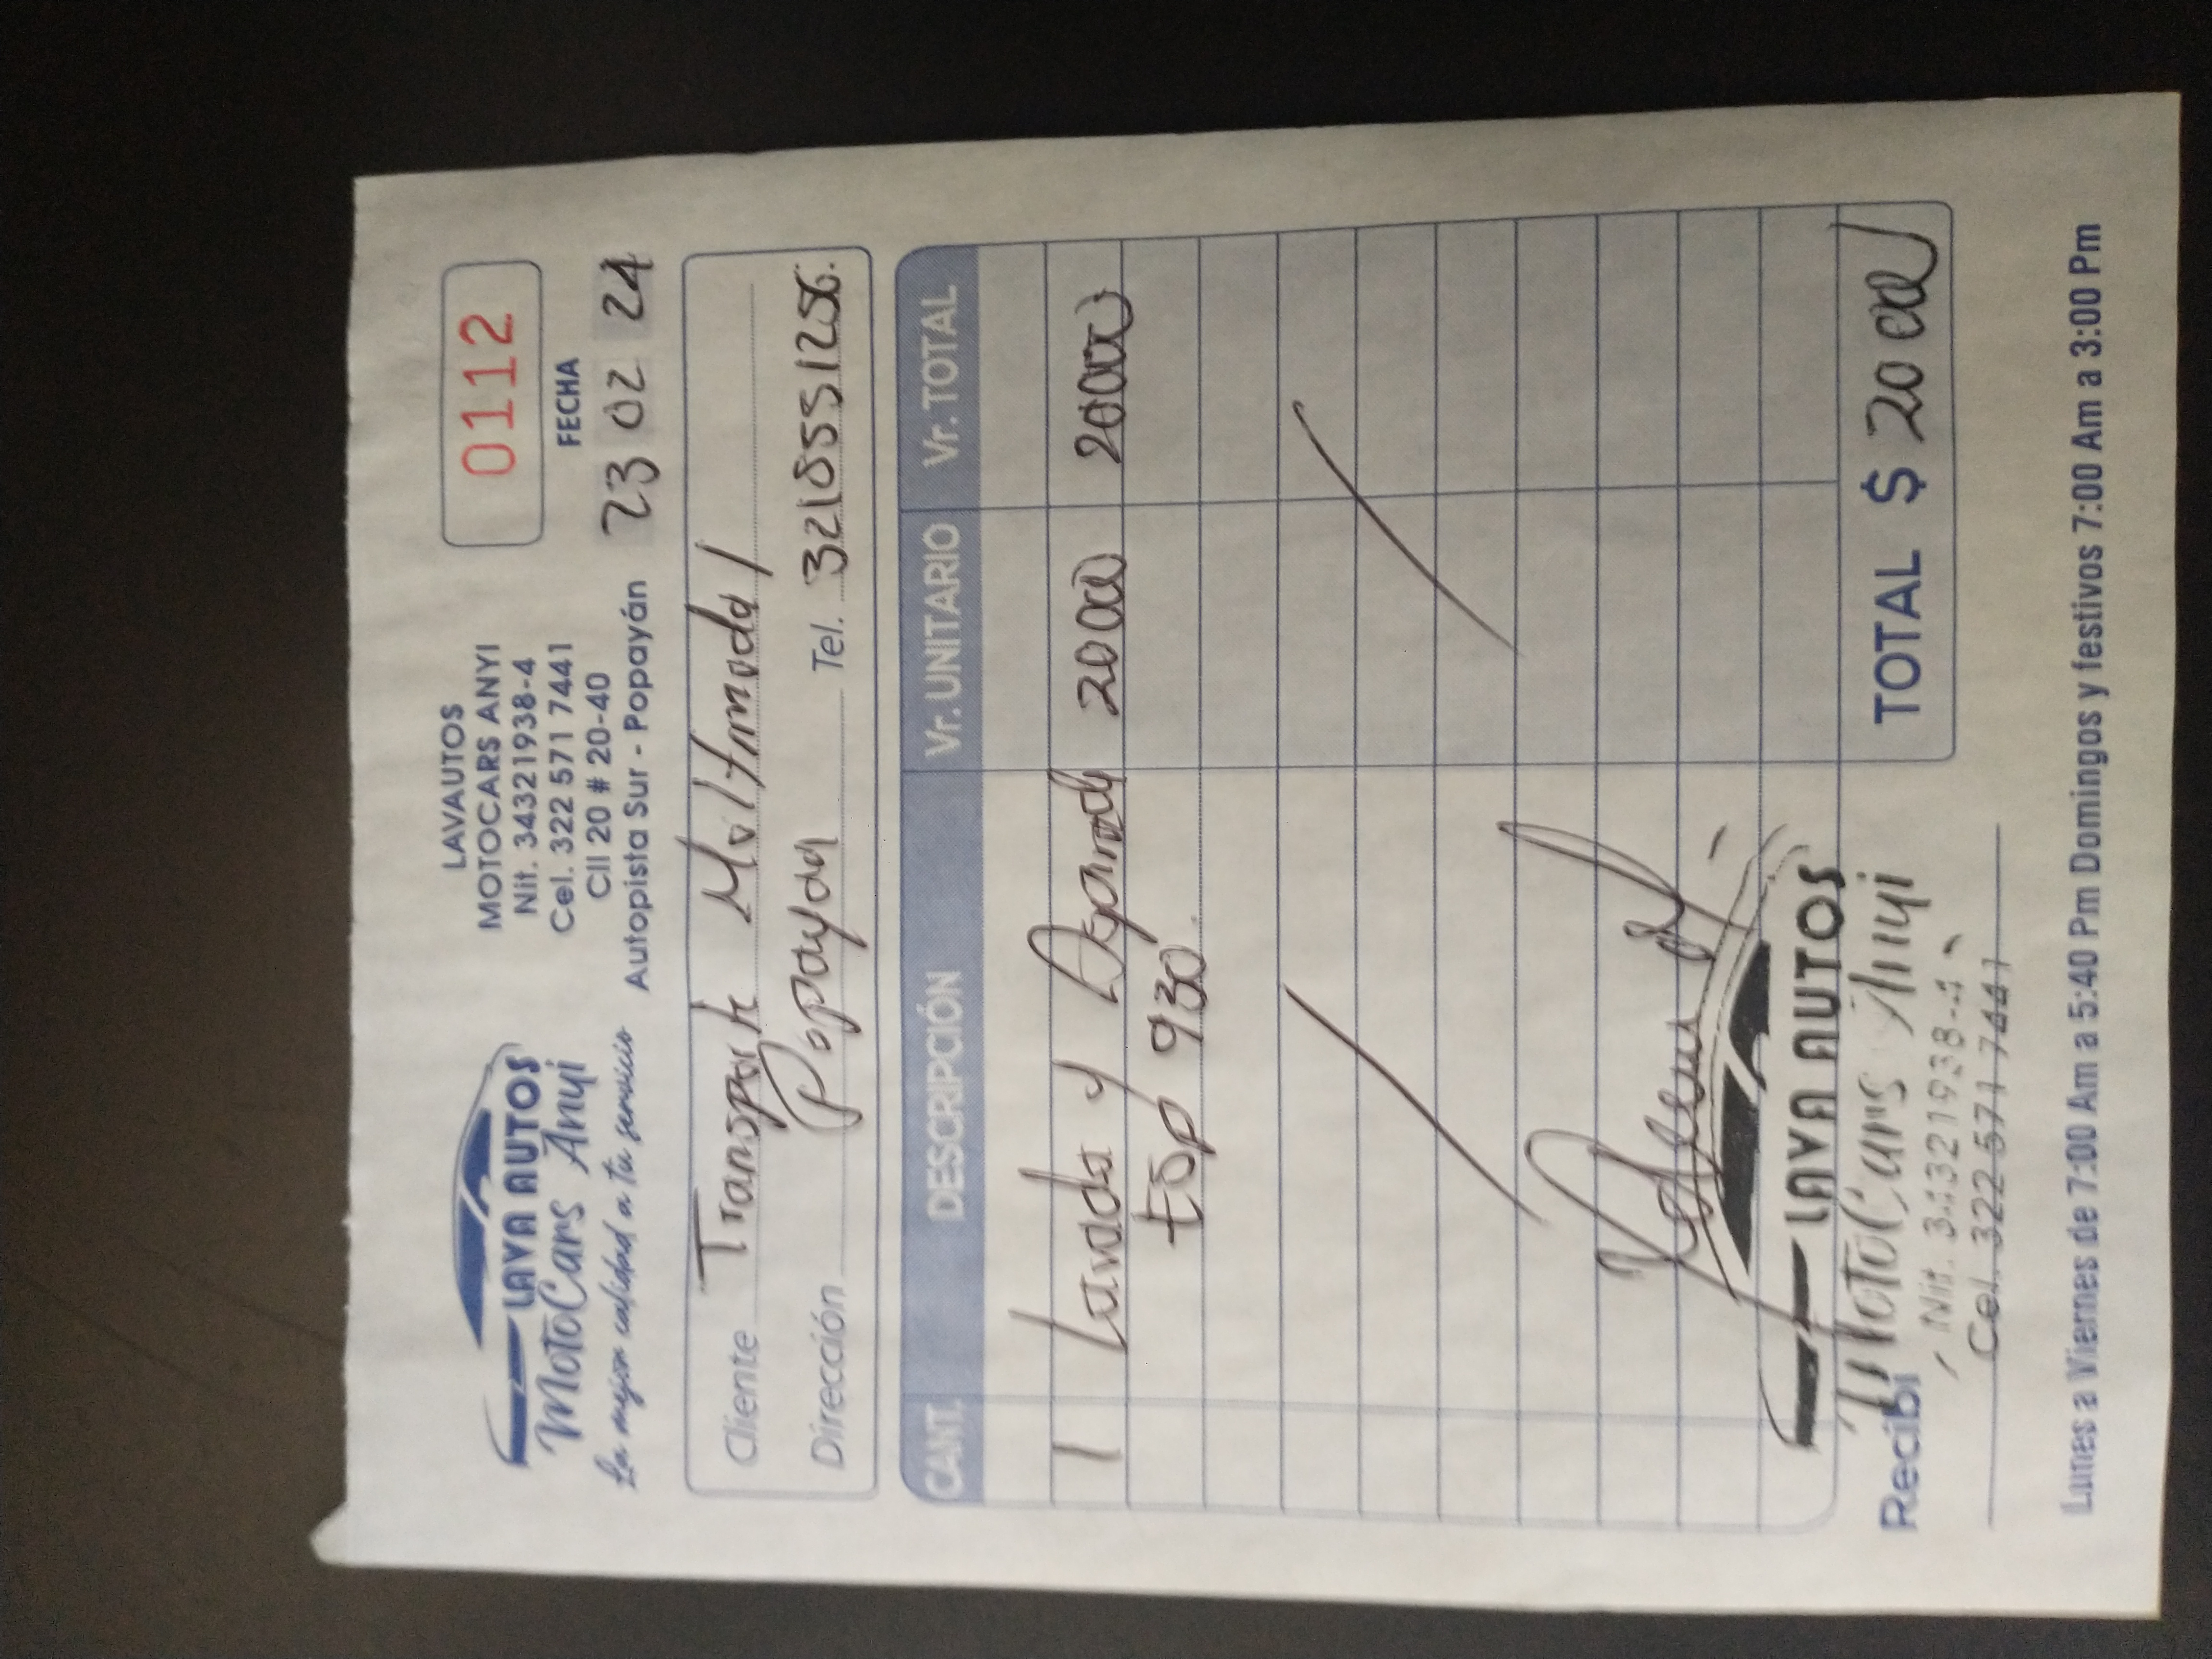 LAVA AUTOS
MotoCars Anyi
La mejor calidad a tu servicio
LAVAUTOS
MOTOCARS ANYI
Nit. 34321938-4
Cel. 322 571 7441
Cll 20 # 20-40
Autopista Sur - Popayán
0112
FECHA
23 02 24
Cliente Transporte Multimodal
Dirección Popayan Tel. 3218551256.
CANT. DESCRIPCIÓN Vr. UNITARIO Vr. TOTAL
1 Lavada y 20000 20000
930
TOTAL $ 20000
LAVA AUTOS
MotoCars Anyi
Recibí
Nit. 34321938-4
Cel. 322 571 7441
Lunes a Viernes de 7:00 Am a 5:40 Pm Domingos y festivos 7:00 Am a 3:00 Pm